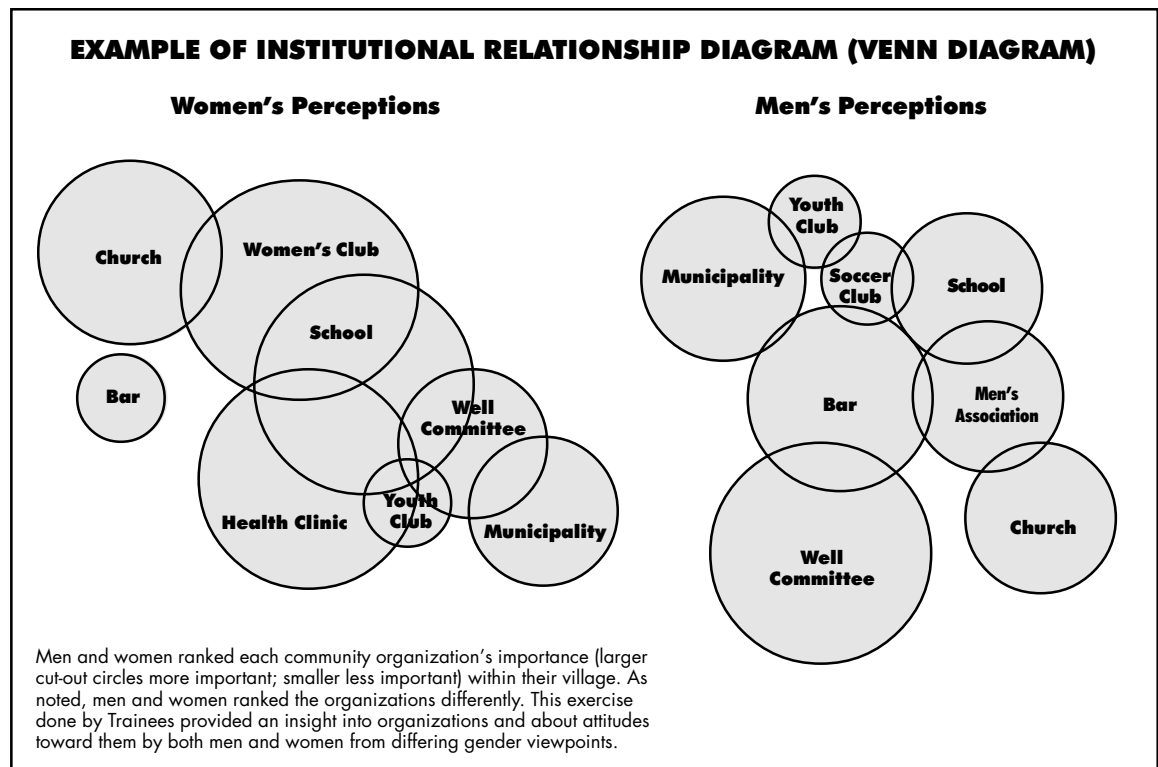 EXAMPLE OF INSTITUTIONAL RELATIONSHIP DIAGRAM (VENN DIAGRAM)
Women's Perceptions
Church
Women's Club
School
Bar
Well
Committee
Health Clinic
Youth
Club
Municipality
Men's Perceptions
Youth
Club
Municipality
Soccer
Club
School
Bar
Men's
Association
Church
Well
Committee
Men and women ranked each community organization's importance (larger
cut-out circles more important; smaller less important) within their village. As
noted, men and women ranked the organizations differently. This exercise
done by Trainees provided an insight into organizations and about attitudes
toward them by both men and women from differing gender viewpoints.